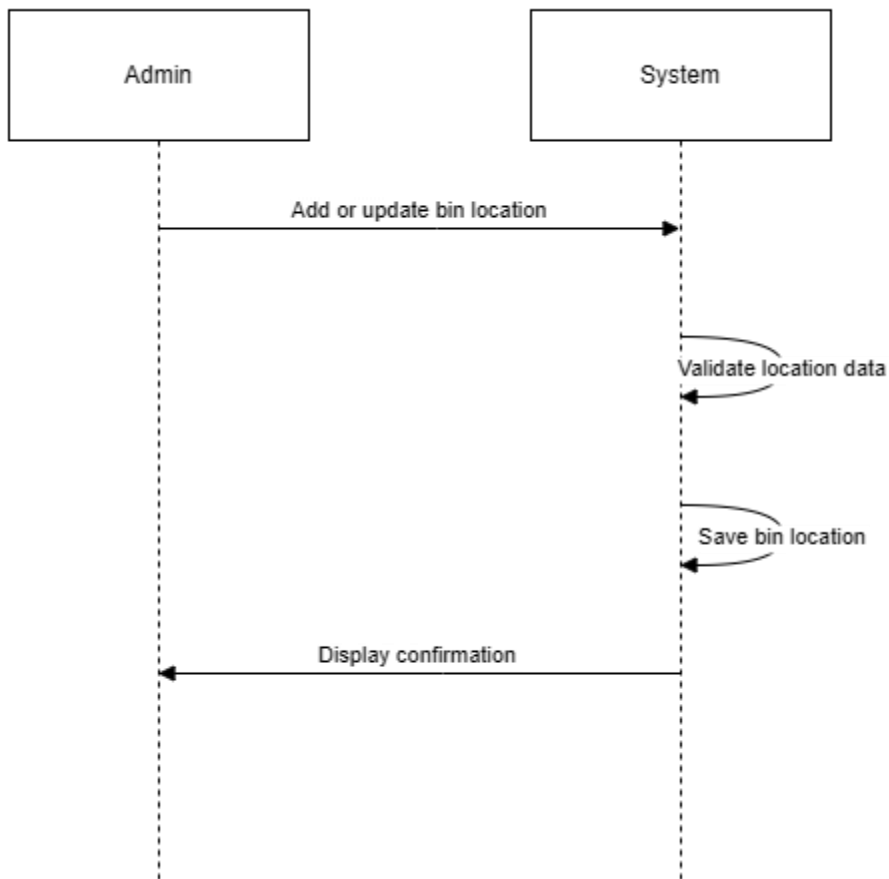 Admin
System
Add or update bin location
Validate location data
Save bin location
Display confirmation